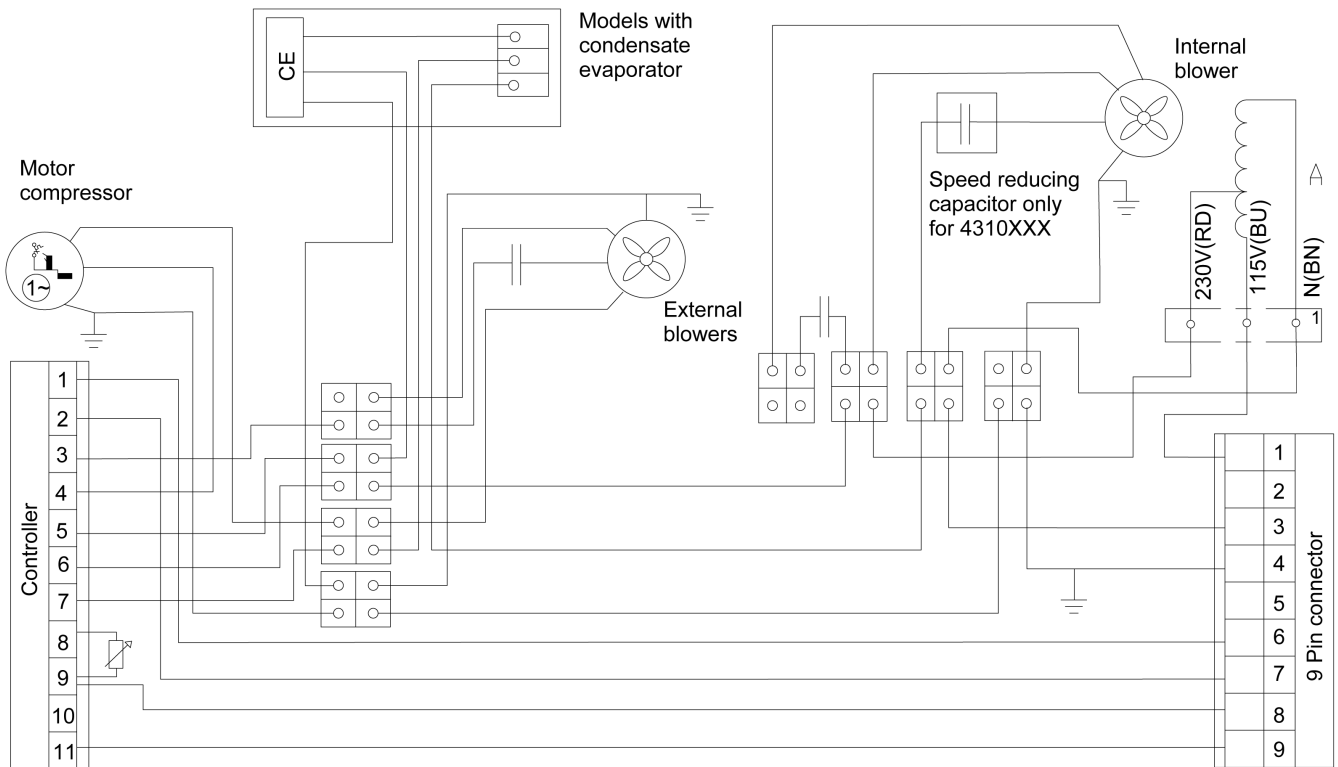 Models with
condensate
evaporator
CE
Internal
blower
Motor
compressor
1~
Speed reducing
capacitor only
for 4310XXX
External
blowers
230V(RD)
115V(BU)
N(BN)
1
Controller
1
2
3
4
5
6
7
8
9
10
11
9 Pin connector
1
2
3
4
5
6
7
8
9